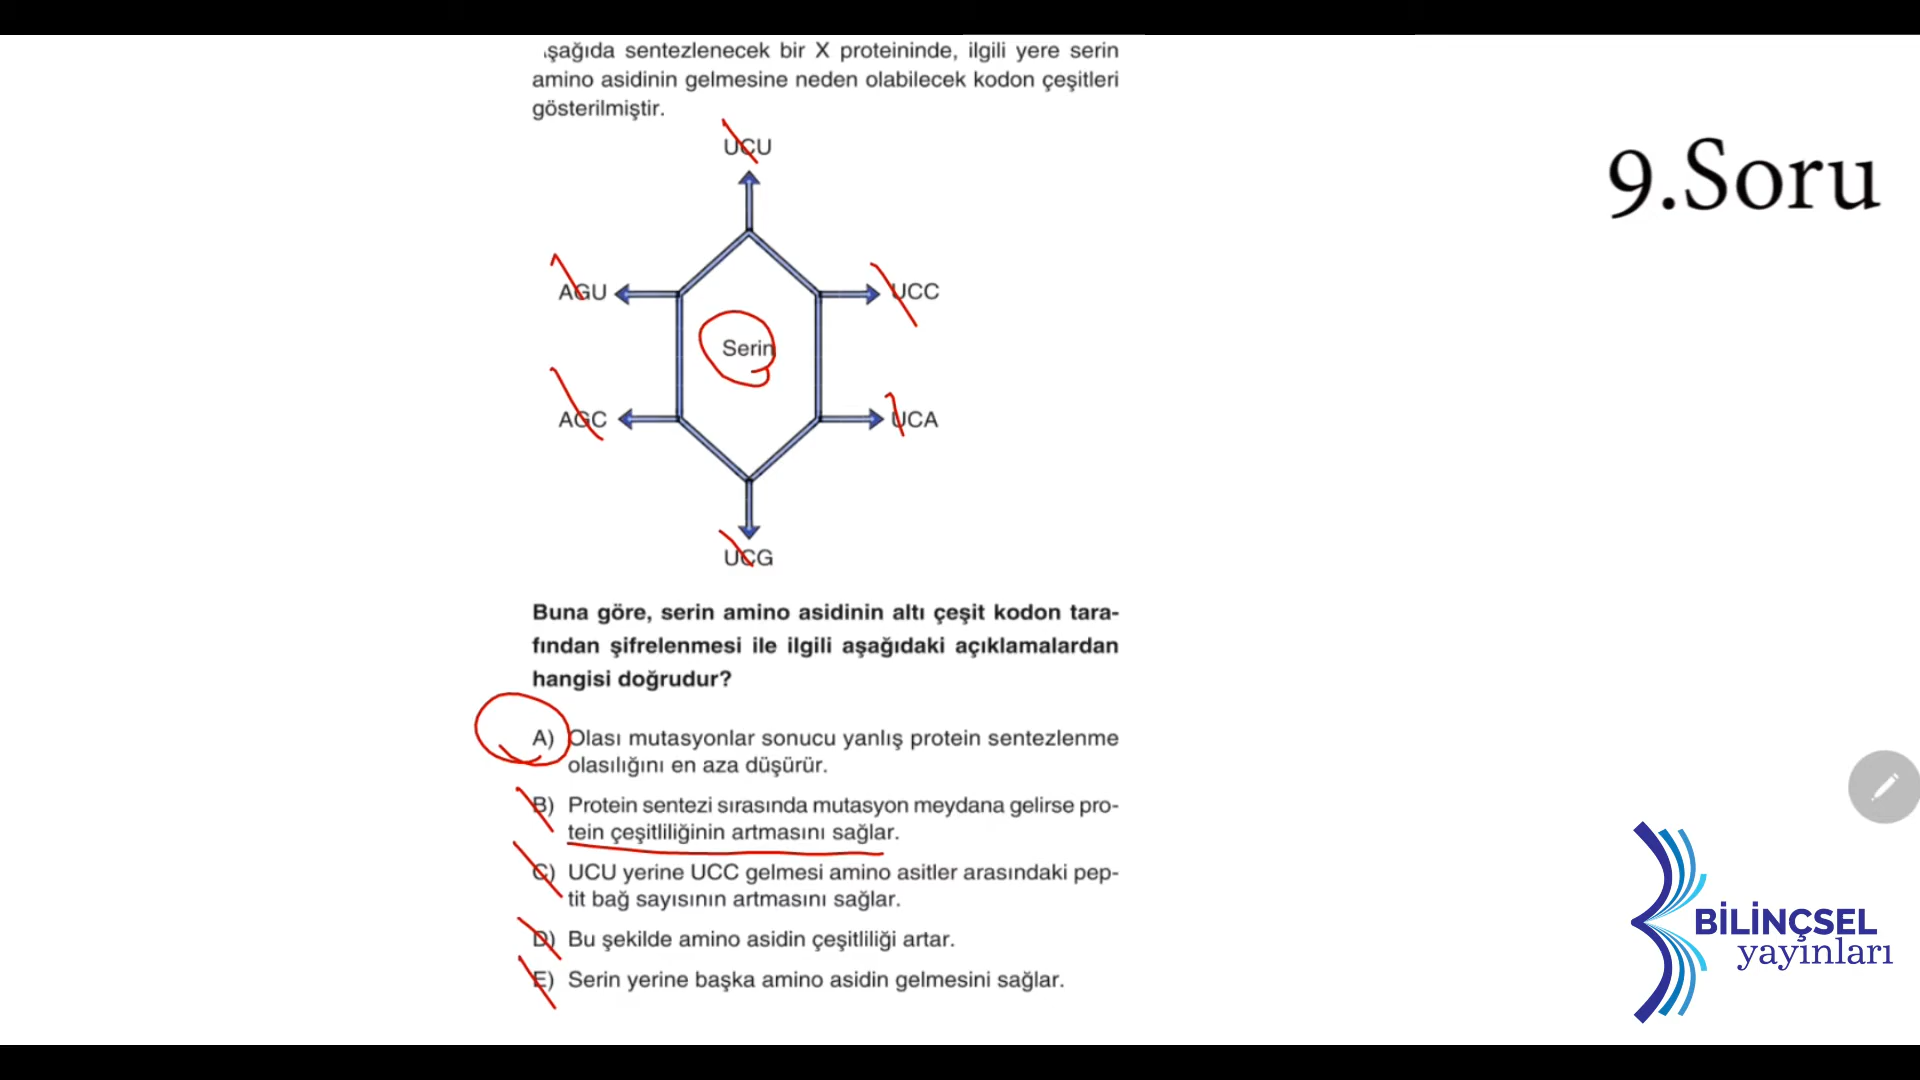 şağıda sentezlenecek bir X proteininde, ilgili yere serin
amino asidinin gelmesine neden olabilecek kodon çeşitleri
gösterilmiştir.
9.Soru
UCU
AGU
UCC
Serin
AGC
UCA
UCG
Buna göre, serin amino asidinin altı çeşit kodon tara-
fından şifrelenmesi ile ilgili aşağıdaki açıklamalardan
hangisi doğrudur?
A) Olası mutasyonlar sonucu yanlış protein sentezlenme
olasılığını en aza düşürür.
B) Protein sentezi sırasında mutasyon meydana gelirse pro-
tein çeşitliliğinin artmasını sağlar.
C) UCU yerine UCC gelmesi amino asitler arasındaki pep-
tit bağ sayısının artmasını sağlar.
D) Bu şekilde amino asidin çeşitliliği artar.
E) Serin yerine başka amino asidin gelmesini sağlar.
BİLİNÇSEL
yayınları